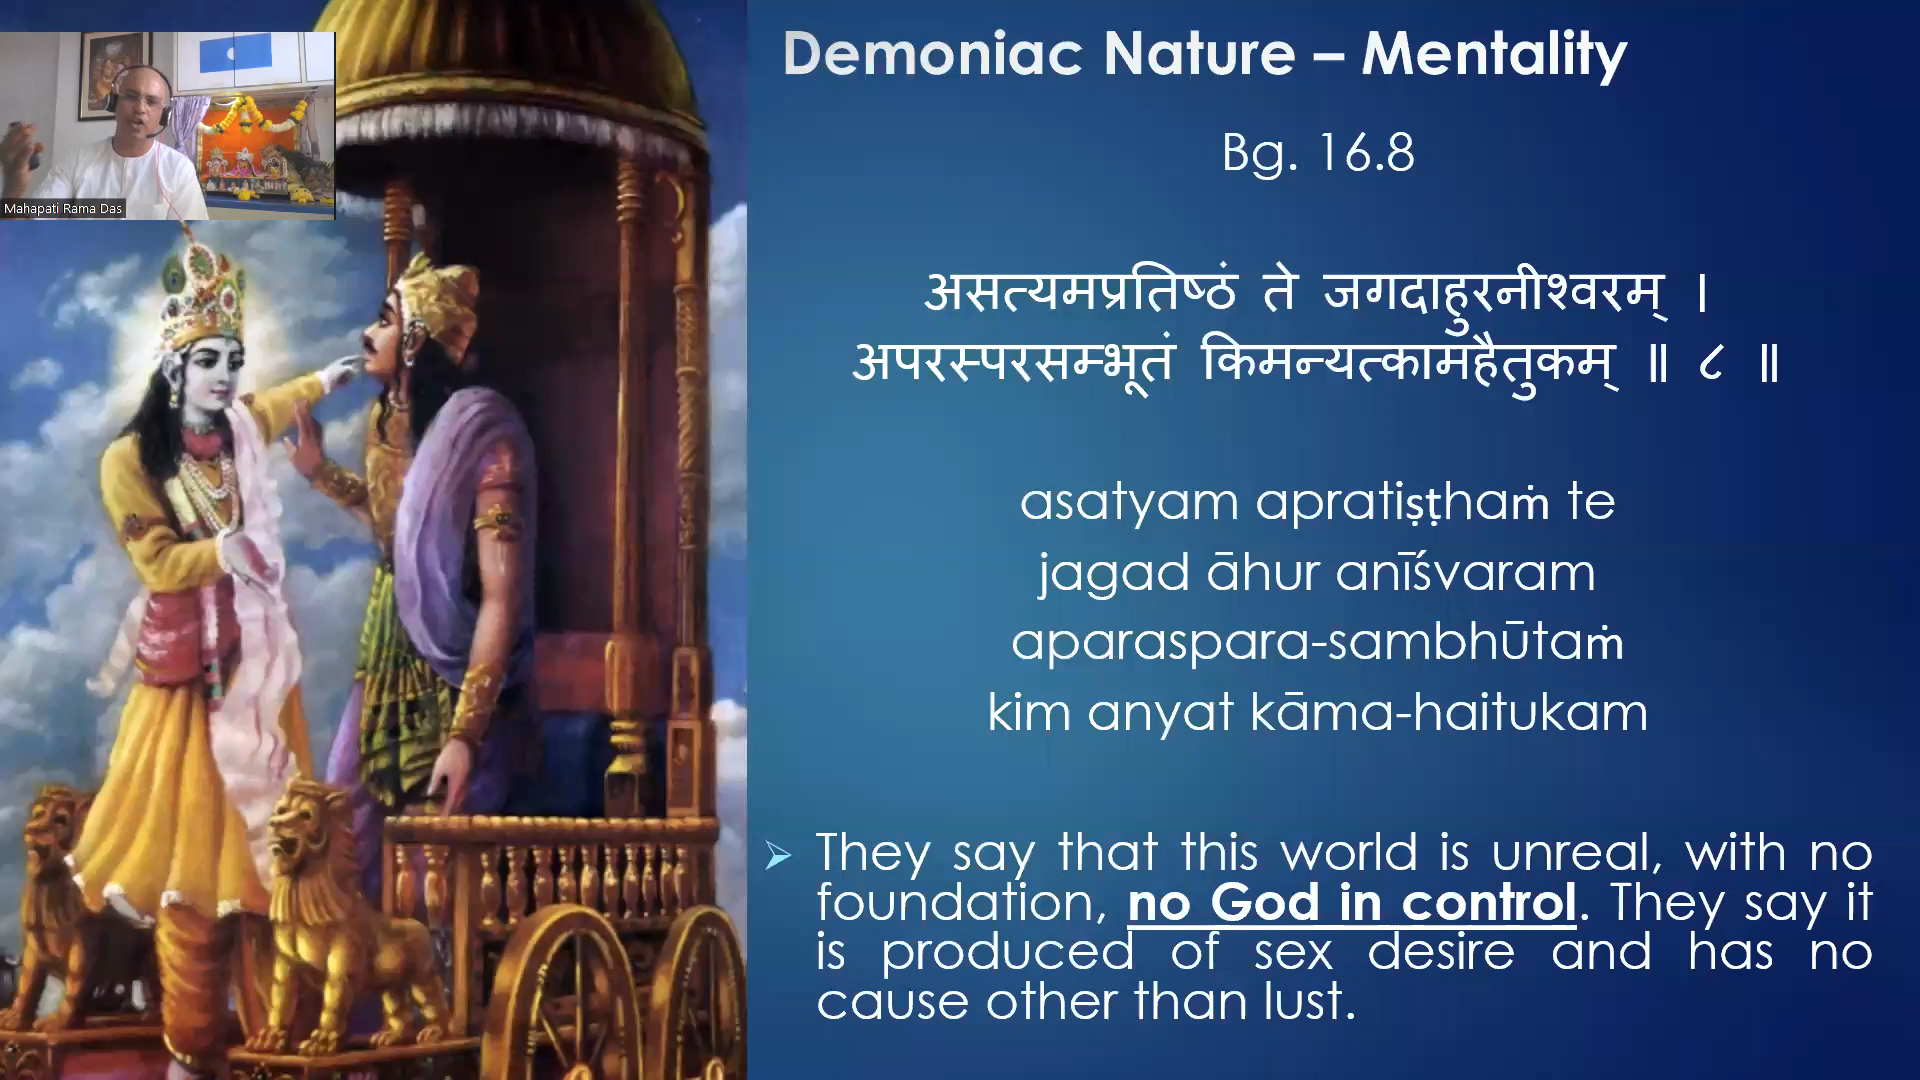 Demoniac Nature – Mentality
Bg. 16.8
असत्यमप्रतिष्ठं ते जगदाहुरनीश्वरम् ।
अपरस्परसम्भूतं किमन्यत्कामहैतुकम् ॥ ८ ॥
asatyam apratiṣṭhaṁ te
jagad āhur anīśvaram
aparaspara-sambhūtaṁ
kim anyat kāma-haitukam
They say that this world is unreal, with no
foundation, no God in control. They say it
is produced of sex desire and has no
cause other than lust.
Mahapati Rama Das